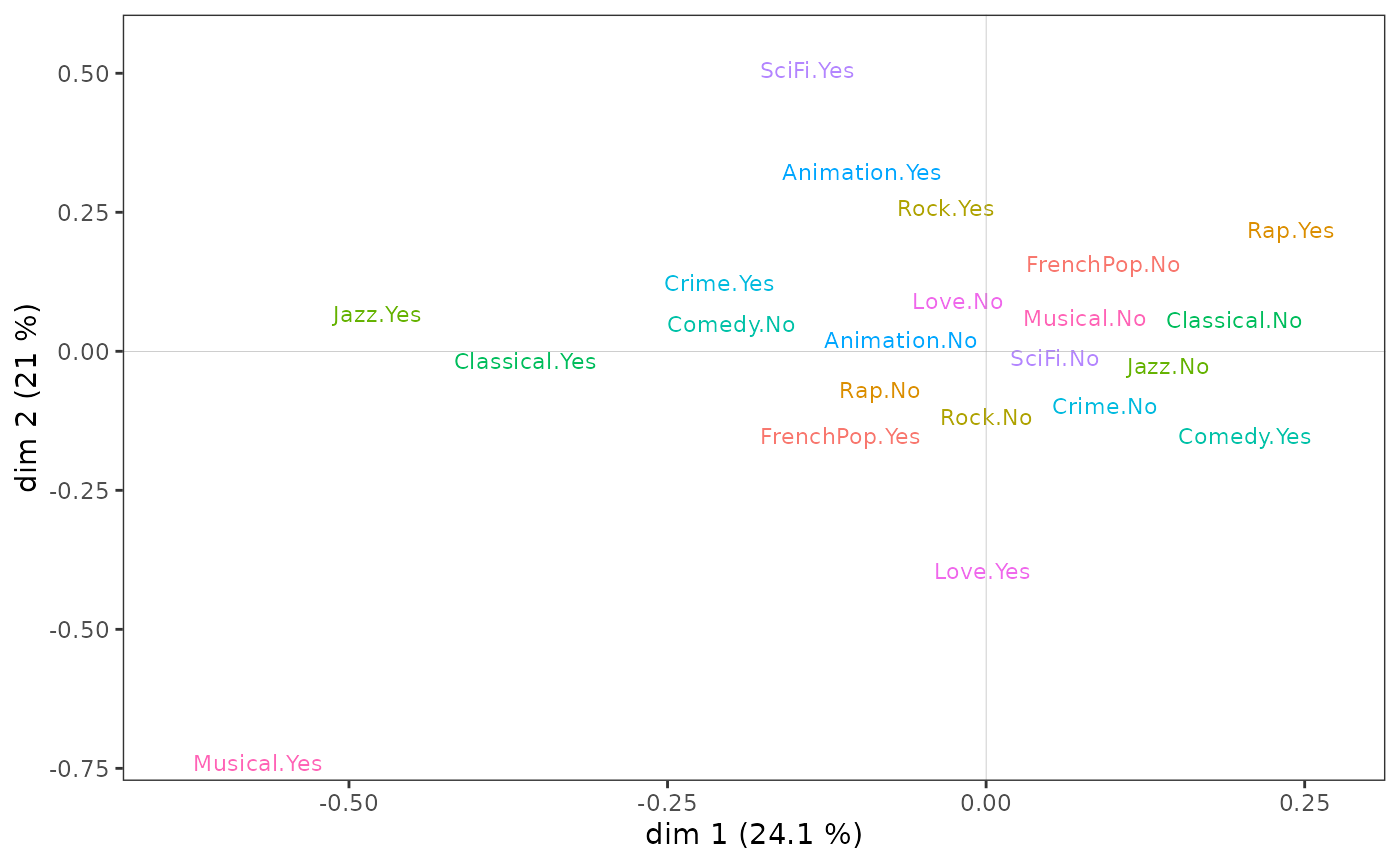 SciFi.Yes
0.50
Animation.Yes
Rock.Yes
0.25
Rap.Yes
FrenchPop.No
Crime.Yes
Love.No
Jazz.Yes
Musical.No
Classical.No
Comedy.No
Animation.No
0.00
SciFi.No
Classical.Yes
Jazz.No
Rap.No
Crime.No
Rock.No
FrenchPop.Yes
Comedy.Yes
-0.25
Love.Yes
-0.50
Musical.Yes
-0.75
dim 2 (21 %)
-0.50 -0.25 0.00 0.25
dim 1 (24.1 %)